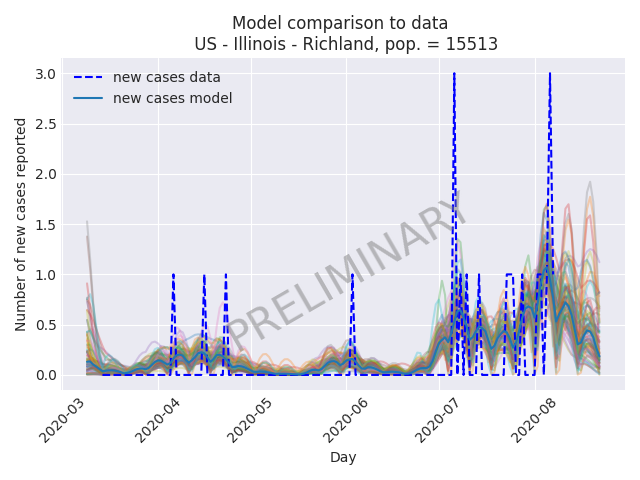 Model comparison to data
US - Illinois - Richland, pop. = 15513
3.0
2.5
2.0
1.5
1.0
0.5
0.0
Number of new cases reported
new cases data
new cases model
PRELIMINARY
2020-03
2020-04
2020-05
2020-06
2020-07
2020-08
Day